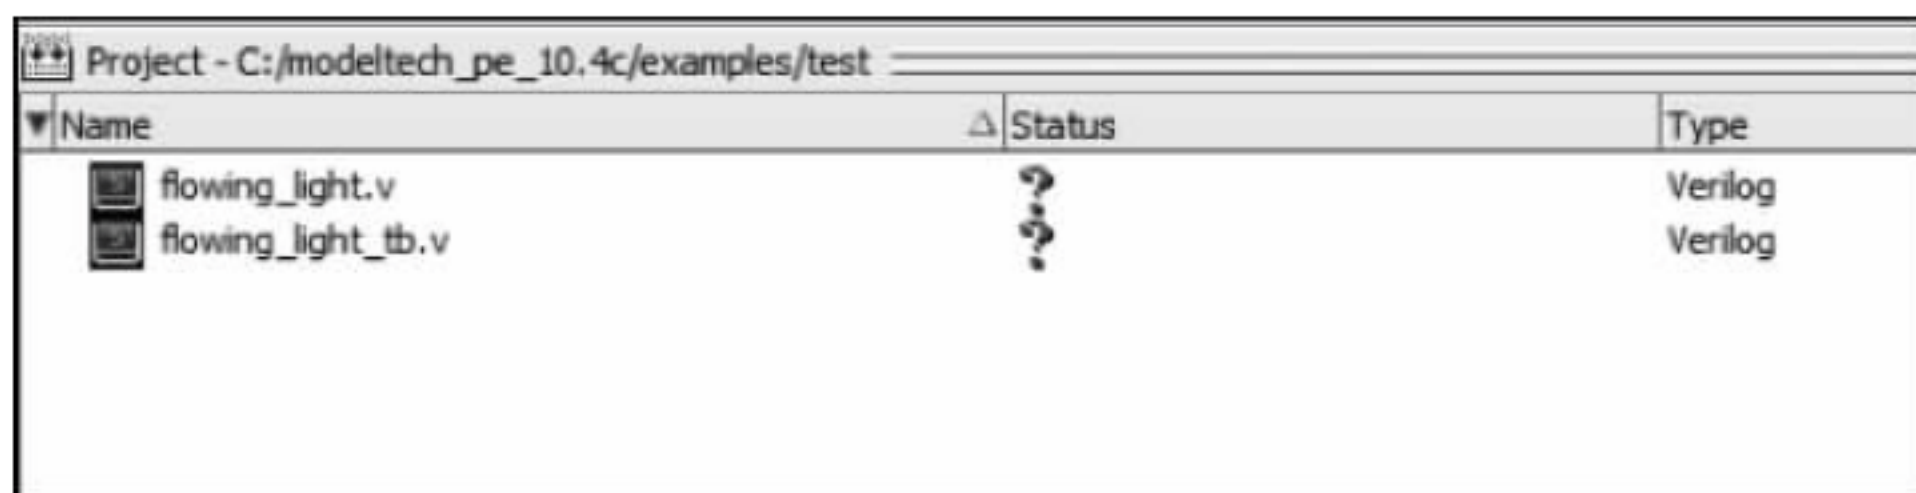 Project - C:/modeltech_pe_10.4c/examples/test
Name Status Type
flowing_light.v ? Verilog
flowing_light_tb.v ? Verilog